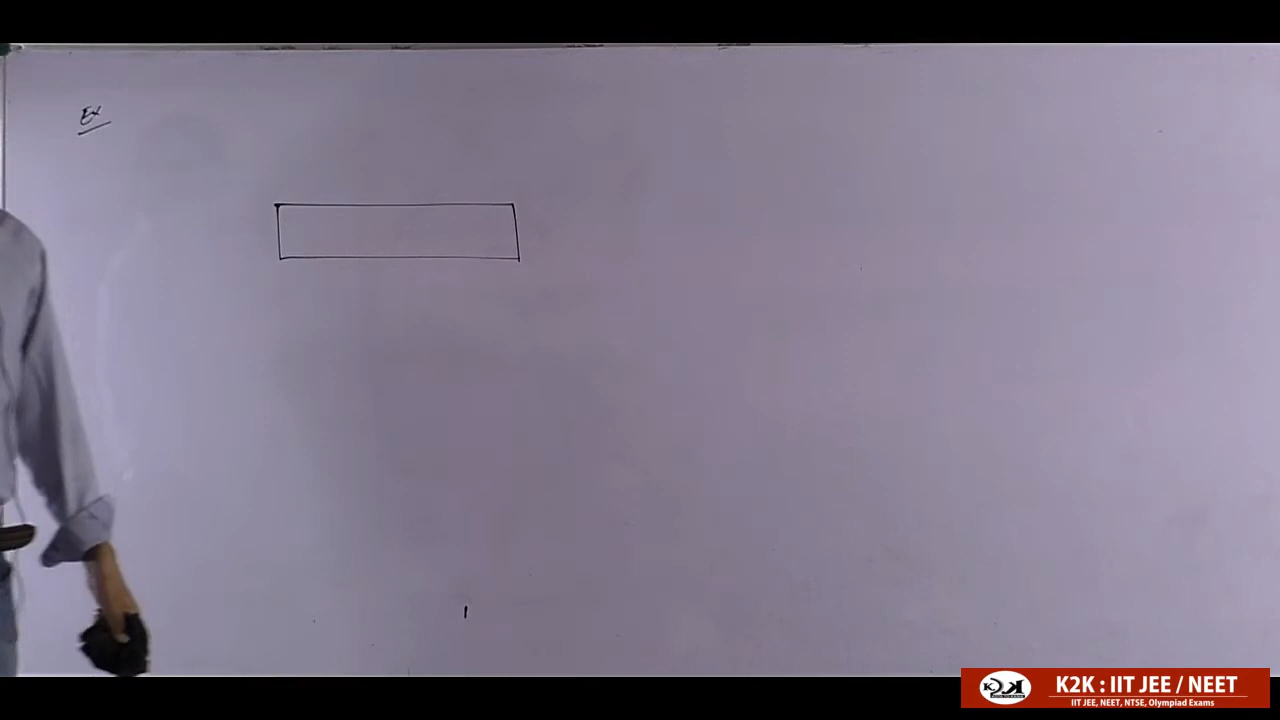 Ex
K2K : IIT JEE / NEET
IIT JEE, NEET, NTSE, Olympiad Exams